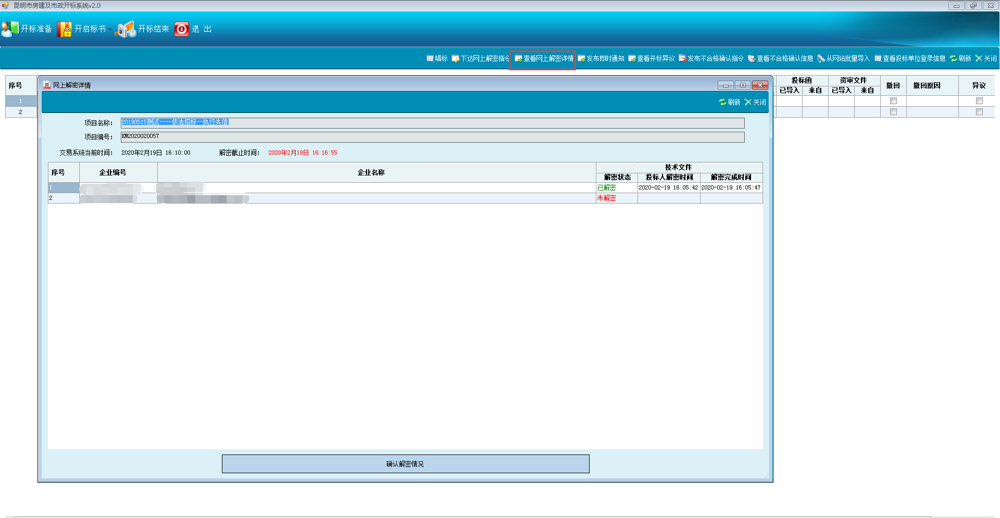 昆明市房建及市政开标系统v2.0
开标准备 开启标书 开标结束 退 出
唱标 下达网上解密指令 查看网上解密详情 发布即时通知 查看开标异议 发布不合格确认指令 查看不合格确认信息 从网站批量导入 查看投标单位登录信息 刷新 关闭
序号 投标函 资审文件 撤回 撤回原因 异议
已导入 来自 已导入 来自
1
2
开 网上解密详情
刷新 关闭
项目名称： 20190515测试----依法招标--执行失信
项目编号： KM2020020057
交易系统当前时间： 2020年2月19日 16:10:00 解密截止时间： 2020年2月19日 16:16:55
序号 企业编号 企业名称 技术文件
解密状态 投标人解密时间 解密完成时间
1 已解密 2020-02-19 16:05:42 2020-02-19 16:05:47
2 未解密
确认解密情况